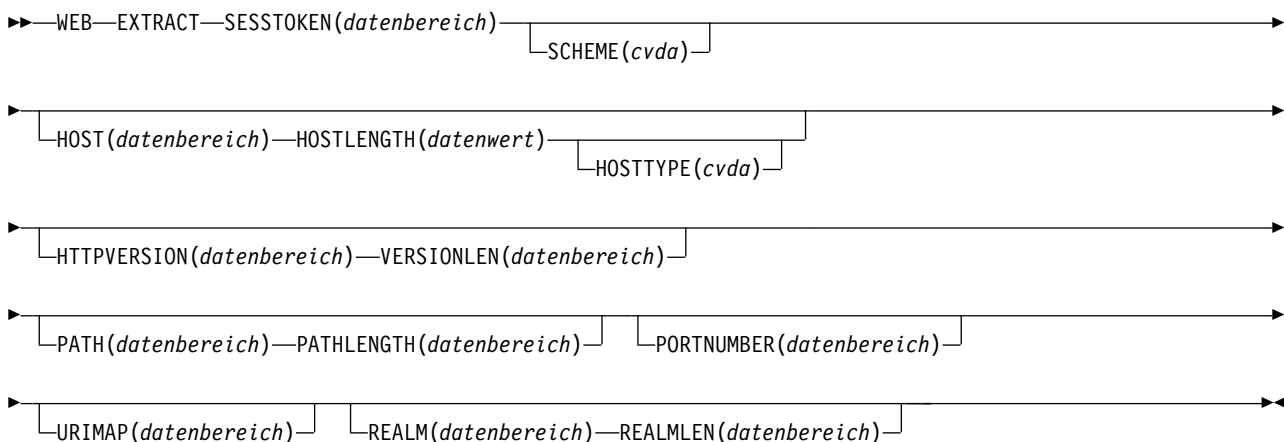 WEB EXTRACT SESSTOKEN(datenbereich)
SCHEME(cvda)
HOST(datenbereich) HOSTLENGTH(datenwert)
HOSTTYPE(cvda)
HTTPVERSION(datenbereich) VERSIONLEN(datenbereich)
PATH(datenbereich) PATHLENGTH(datenbereich) PORTNUMBER(datenbereich)
URIMAP(datenbereich) REALM(datenbereich) REALMLEN(datenbereich)